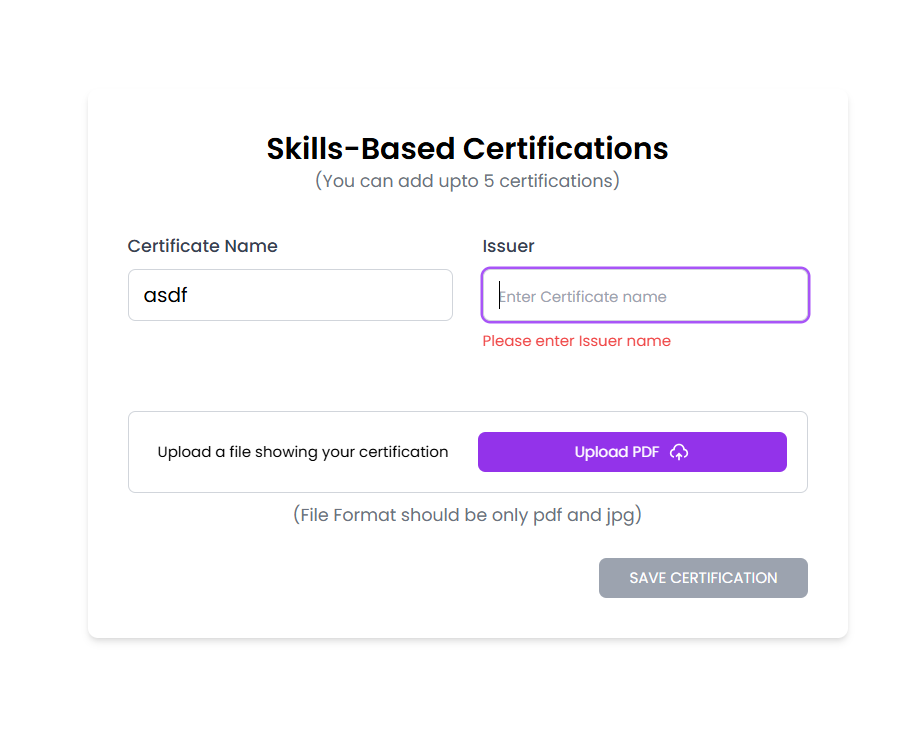 Skills-Based Certifications
(You can add upto 5 certifications)
Certificate Name
Issuer
asdf
Enter Certificate name
Please enter Issuer name
Upload a file showing your certification
Upload PDF
(File Format should be only pdf and jpg)
SAVE CERTIFICATION